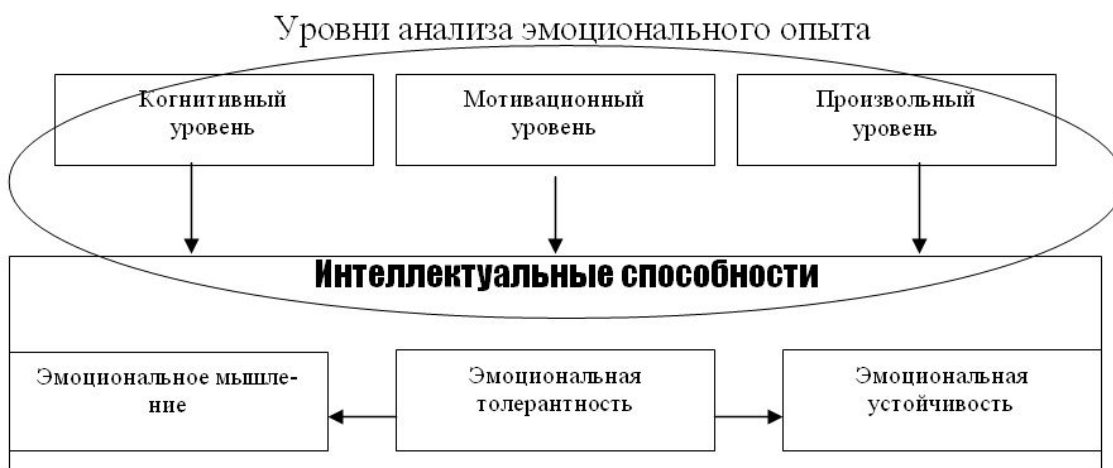 Уровни анализа эмоционального опыта
Когнитивный
уровень
Мотивационный
уровень
Произвольный
уровень
Интеллектуальные способности
Эмоциональное мышле-
ние
Эмоциональная
толерантность
Эмоциональная
устойчивость